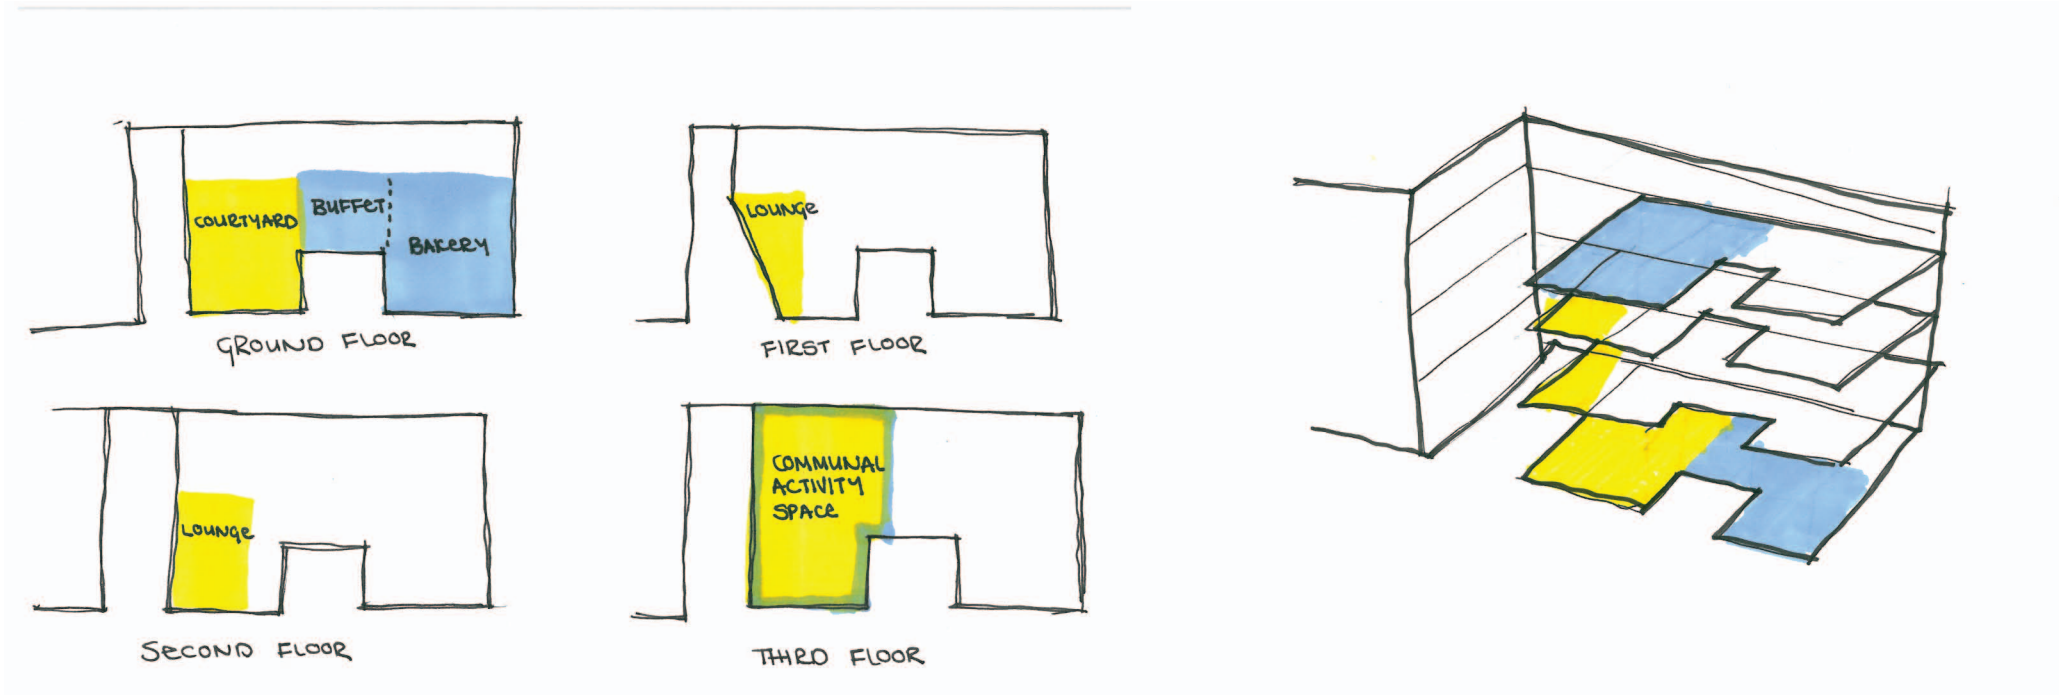 COURTYARD
BUFFET
BAKERY
GROUND FLOOR
LOUNGE
FIRST FLOOR
LOUNGE
SECOND FLOOR
COMMUNAL
ACTIVITY
SPACE
THIRD FLOOR